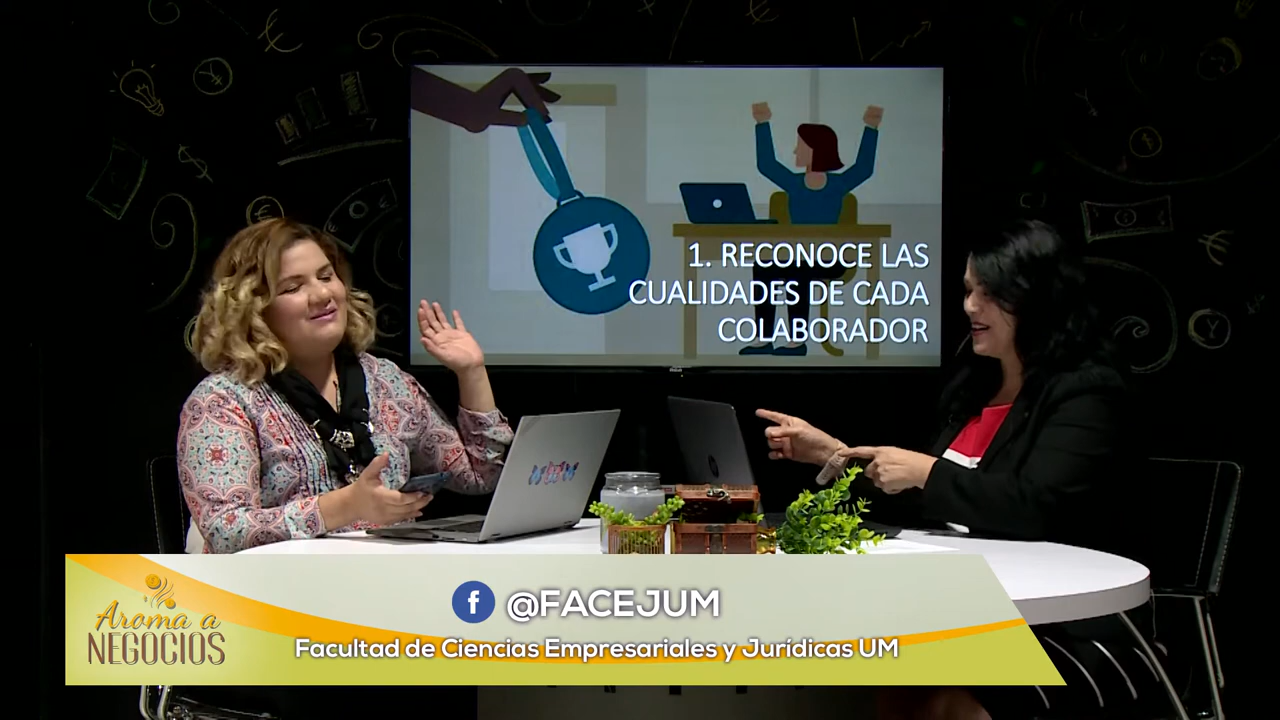 1. RECONOCE LAS
CUALIDADES DE CADA
COLABORADOR
@FACEJUM
Facultad de Ciencias Empresariales y Jurídicas UM
Aroma a
NEGOCIOS